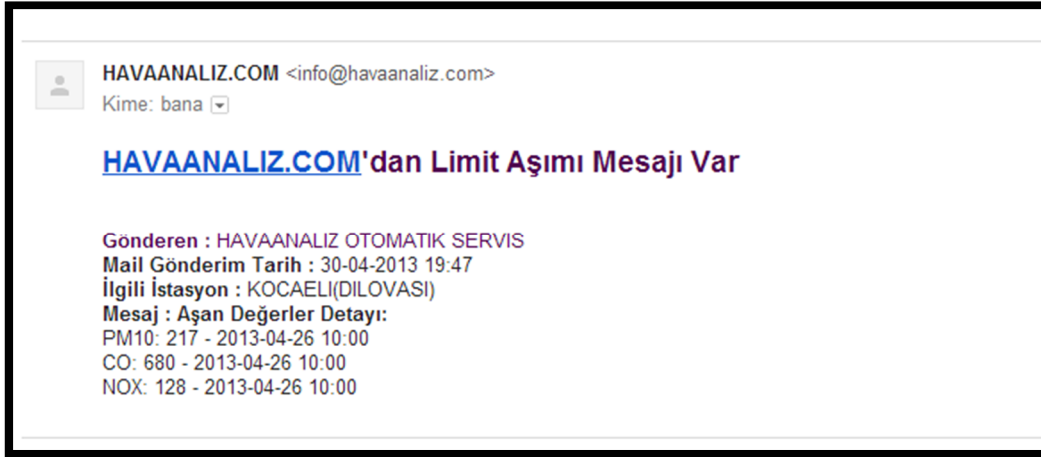 HAVAANALIZ.COM <info@havaanaliz.com>
Kime: bana
HAVAANALIZ.COM'dan Limit Aşımı Mesajı Var
Gönderen : HAVAANALIZ OTOMATIK SERVIS
Mail Gönderim Tarih : 30-04-2013 19:47
İlgili İstasyon : KOCAELI(DILOVASI)
Mesaj : Aşan Değerler Detayı:
PM10: 217 - 2013-04-26 10:00
CO: 680 - 2013-04-26 10:00
NOX: 128 - 2013-04-26 10:00